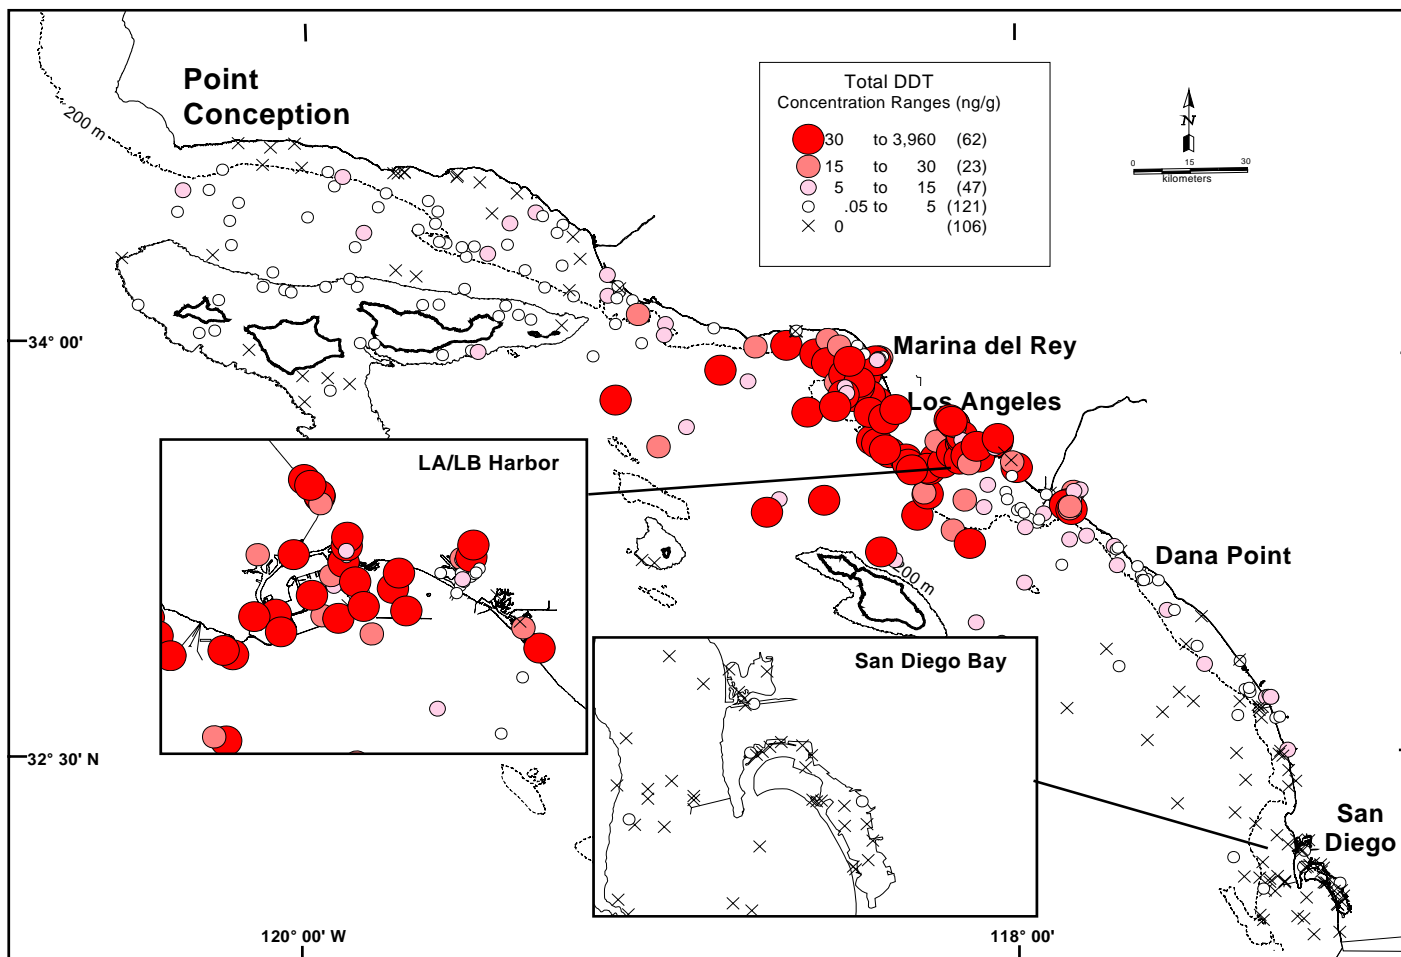 Point
Conception
200 m
Total DDT
Concentration Ranges (ng/g)
30 to 3,960 (62)
15 to 30 (23)
5 to 15 (47)
.05 to 5 (121)
0 (106)
N
0 15 30
kilometers
34° 00'
Marina del Rey
Los Angeles
LA/LB Harbor
Dana Point
200 m
San Diego Bay
32° 30' N
San
Diego
120° 00' W
118° 00'